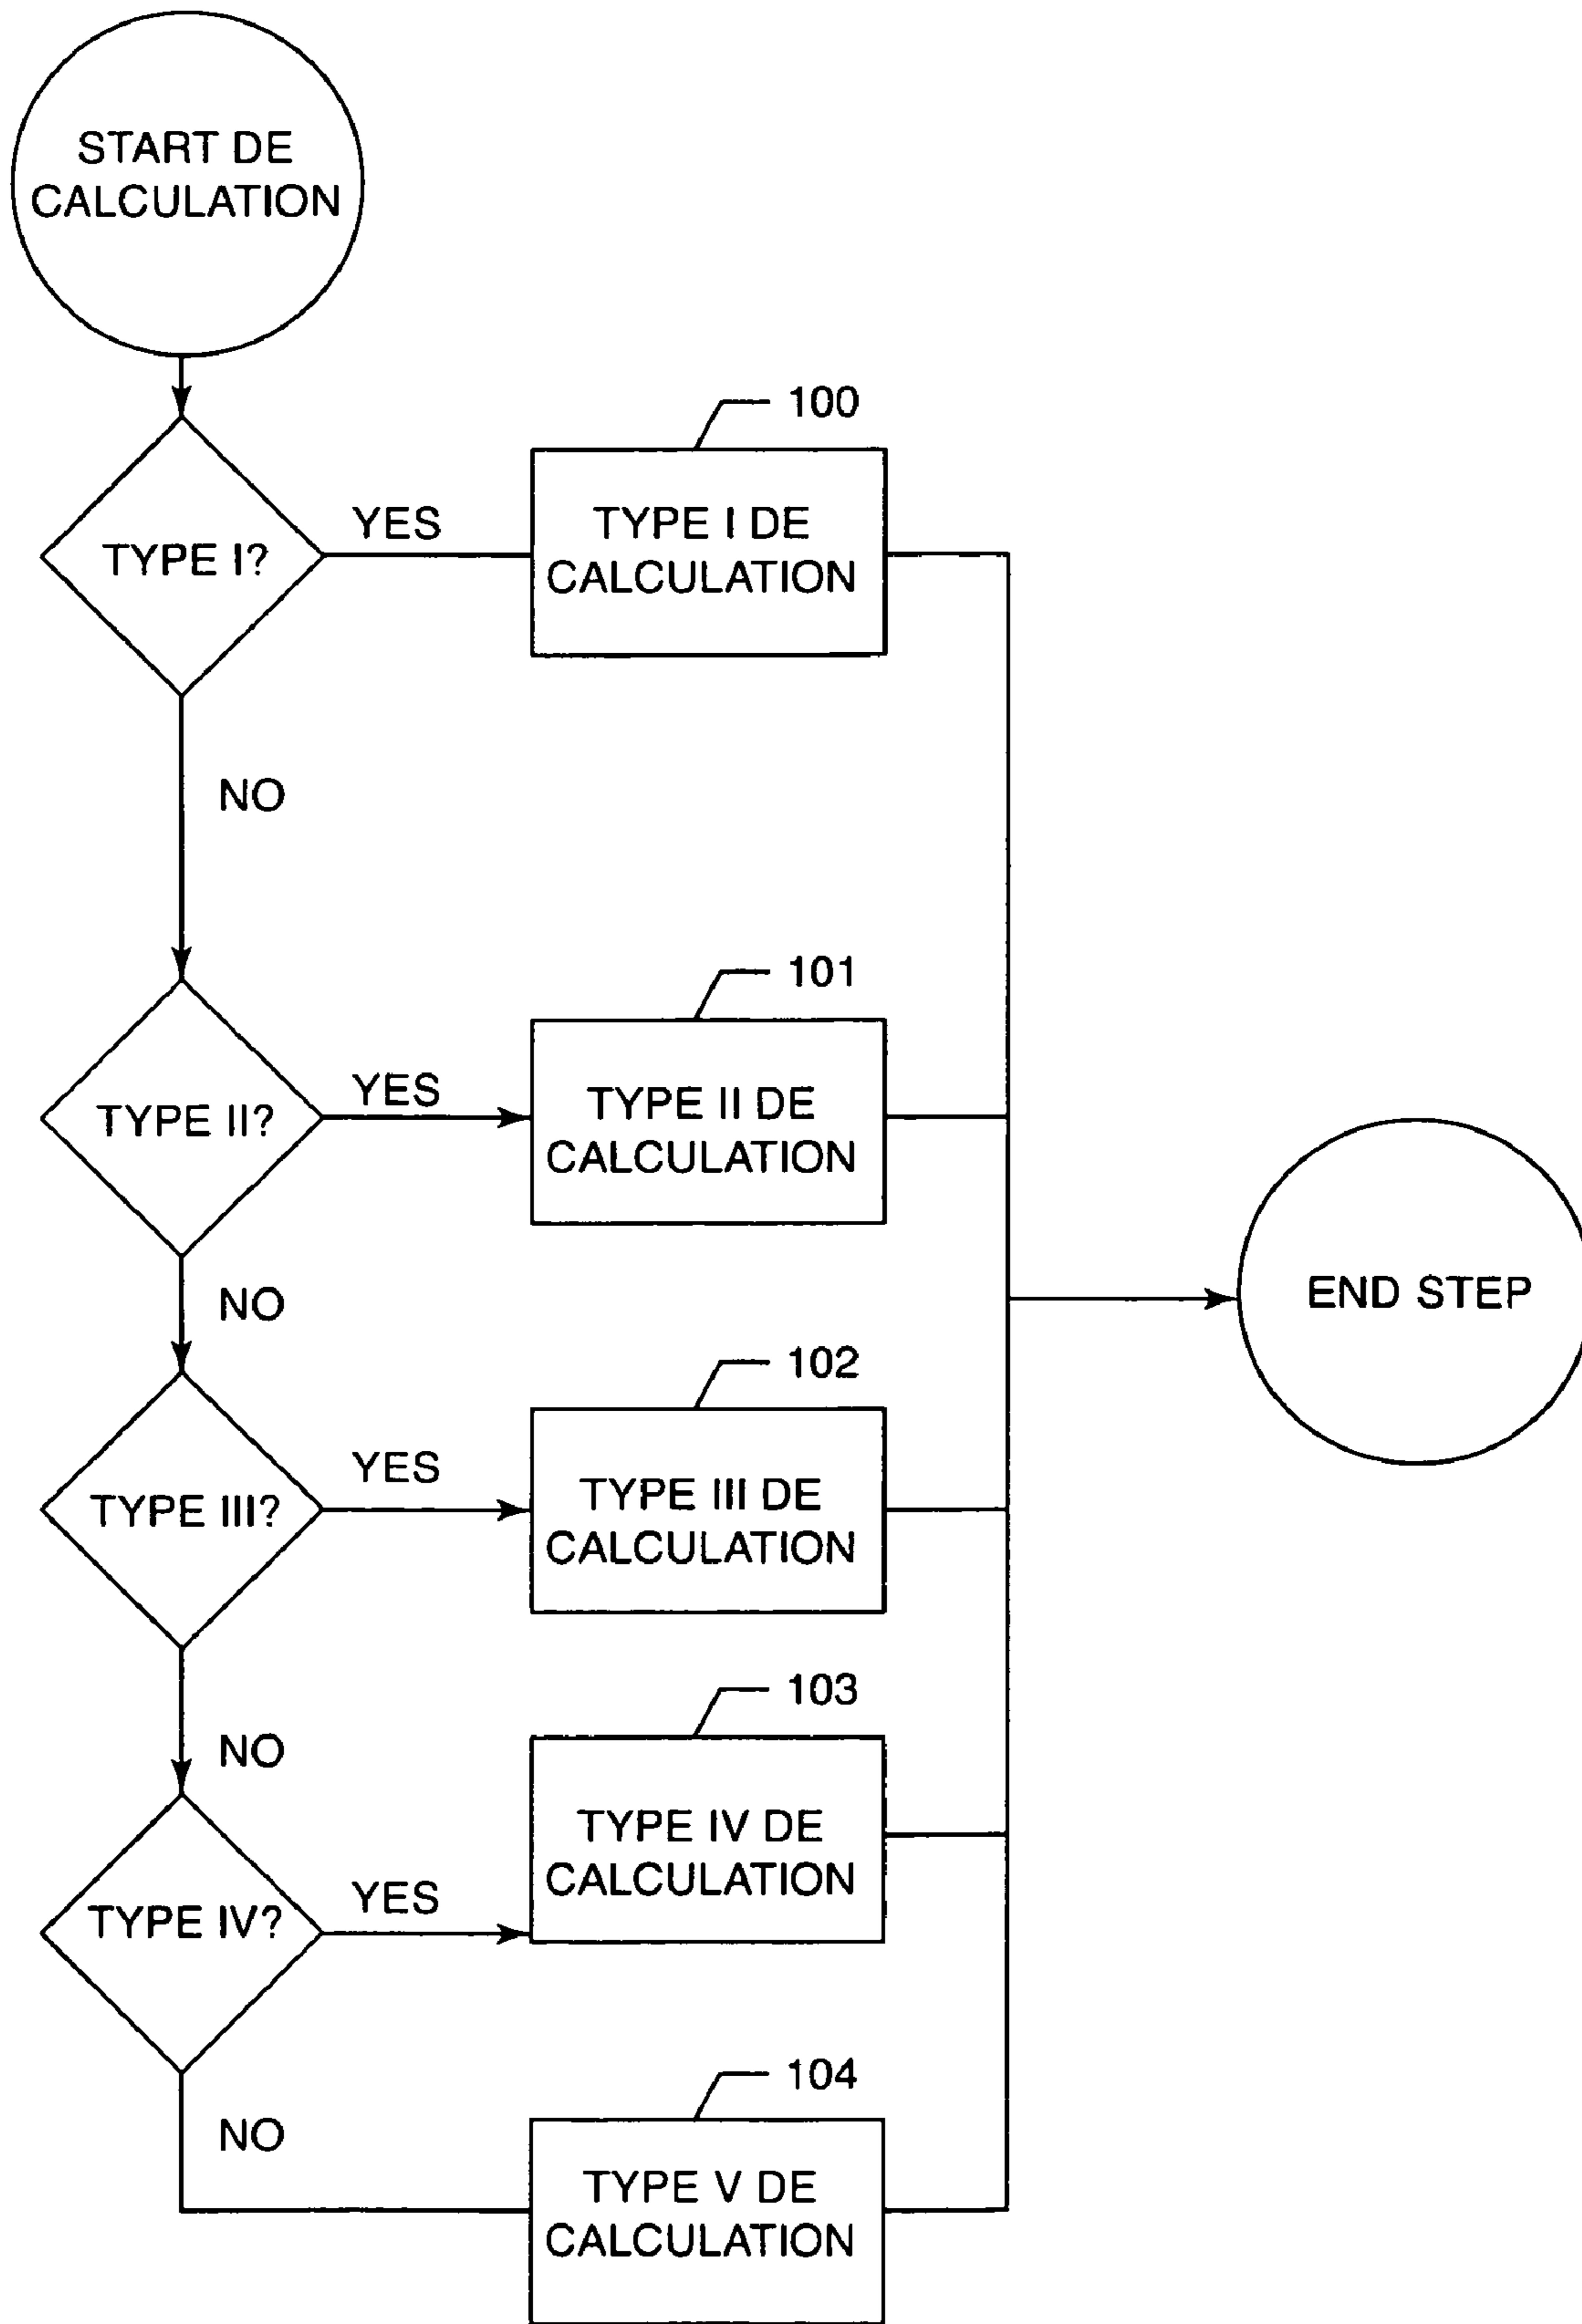 START DE
CALCULATION
100
TYPE I?
YES
TYPE I DE
CALCULATION
NO
101
TYPE II?
YES
TYPE II DE
CALCULATION
NO
END STEP
102
TYPE III?
YES
TYPE III DE
CALCULATION
NO
103
TYPE IV?
YES
TYPE IV DE
CALCULATION
NO
104
TYPE V DE
CALCULATION